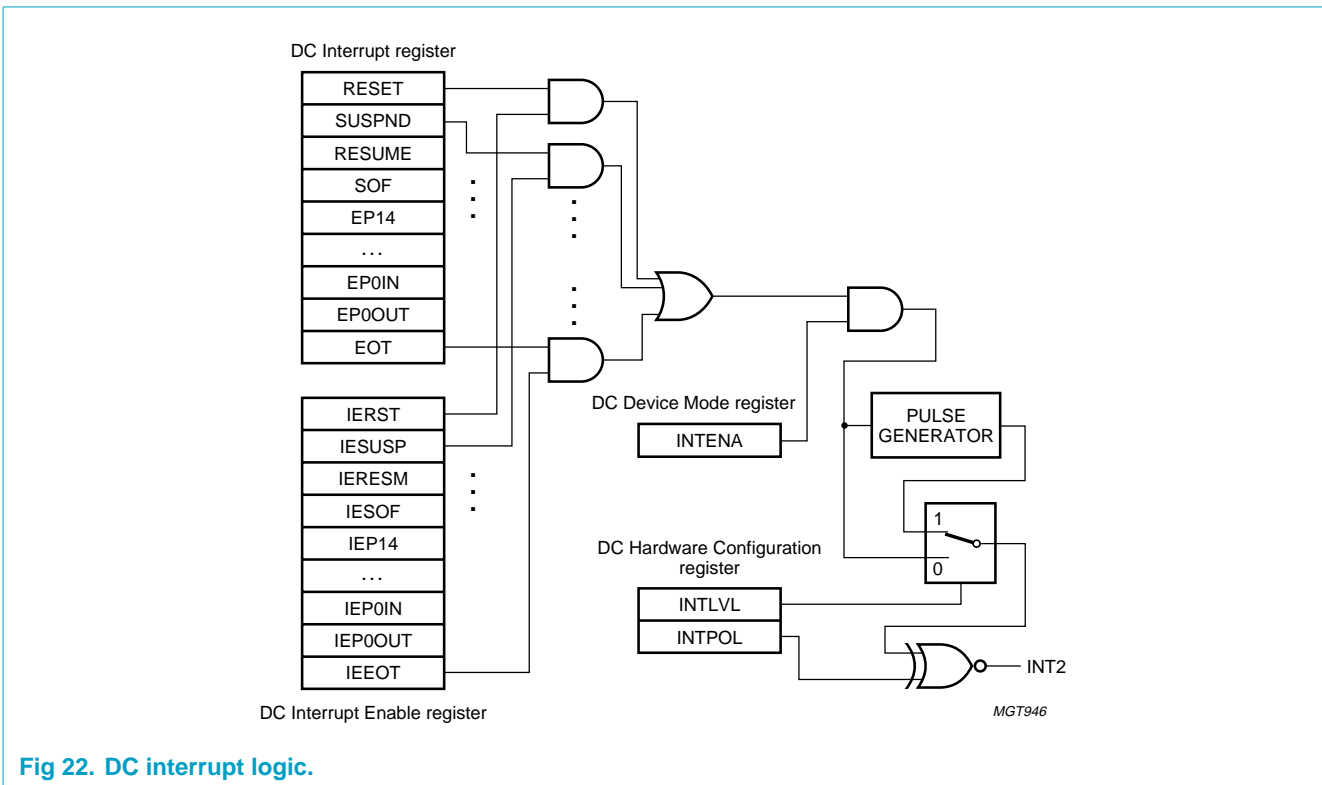 DC Interrupt register
RESET
SUSPND
RESUME
SOF
EP14
...
EP0IN
EP0OUT
EOT
IERST
IESUSP
IERESM
IESOF
IEP14
...
IEP0IN
IEP0OUT
IEEOT
DC Interrupt Enable register
DC Device Mode register
INTENA
PULSE
GENERATOR
1
0
DC Hardware Configuration
register
INTLVL
INTPOL
INT2
MGT946
Fig 22. DC interrupt logic.